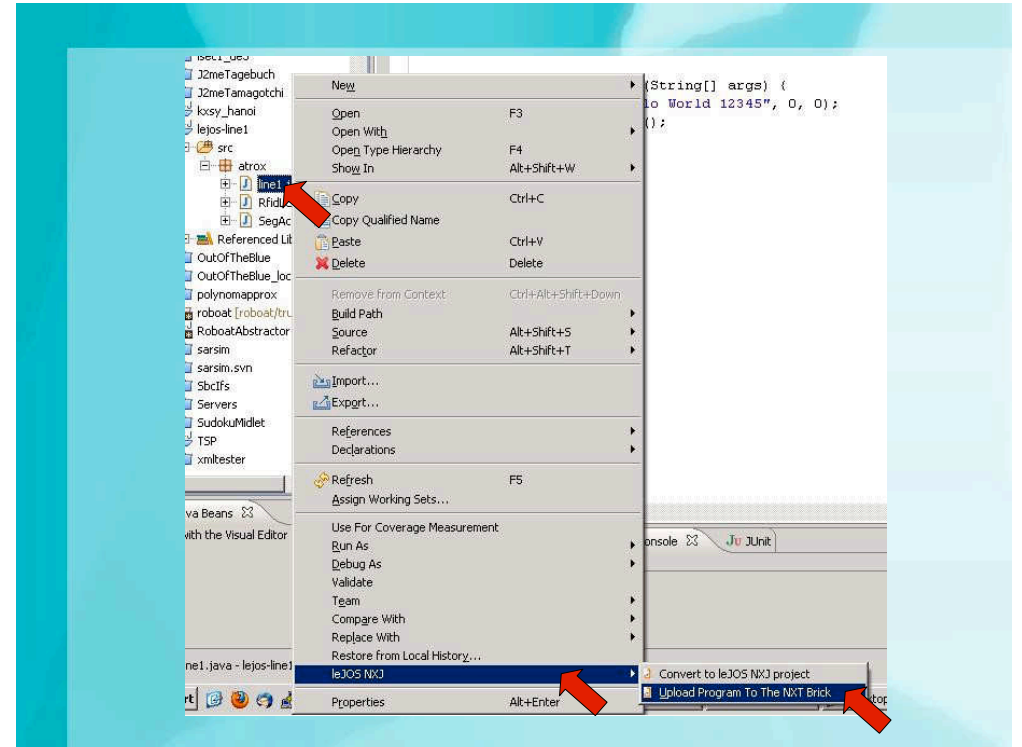 J2meTagebuch
J2meTamagotchi
kxsy_hanoi
lejos-line1
src
atrox
line1
SegAc
Referenced Lib
OutOfTheBlue
OutOfTheBlue_loc
polynomapprox
roboat [roboat/tru
RoboatAbstractor
sarsim
sarsim.svn
SbcIfs
Servers
SudokuMidlet
TSP
xmltester
New
Open F3
Open With
Open Type Hierarchy F4
Show In Alt+Shift+W
Copy Ctrl+C
Copy Qualified Name
Paste Ctrl+V
Delete Delete
Remove from Context Ctrl+Alt+Shift+Down
Build Path
Source Alt+Shift+S
Refactor Alt+Shift+T
Import...
Export...
References
Declarations
Refresh F5
Assign Working Sets...
Use For Coverage Measurement
Run As
Debug As
Validate
Team
Compare With
Replace With
Restore from Local History...
leJOS NXJ
Properties Alt+Enter
Convert to leJOS NXJ project
Upload Program To The NXT Brick
(String[] args) {
lo World 12345", 0, 0);
();
va Beans
with the Visual Editor
onsole JUnit
ne1.java - lejos-line1
rt
ktop